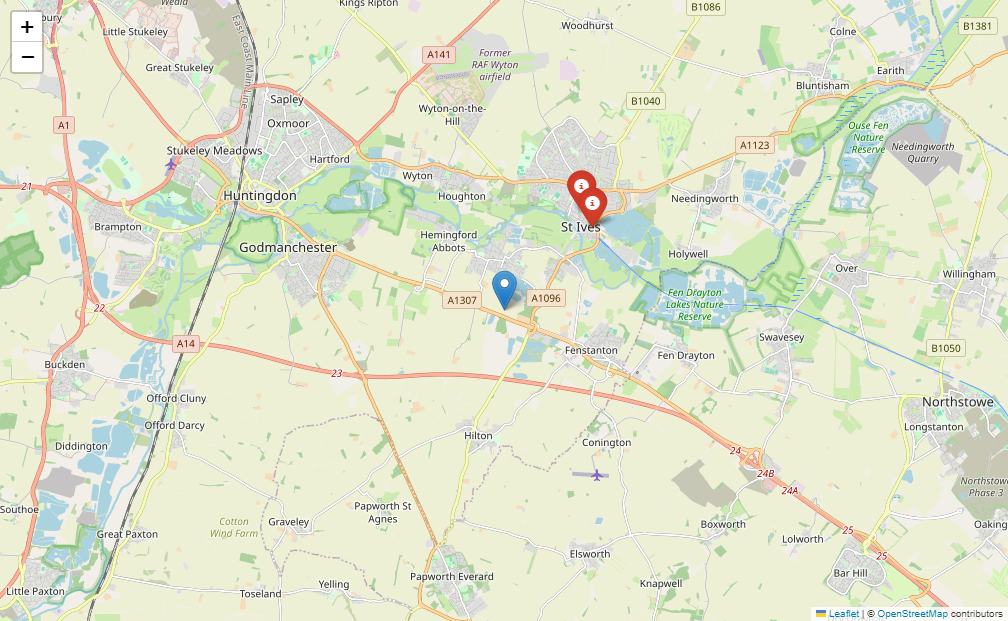 Kings Ripton
B1086
Woodhurst
Little Stukeley
East Coast Main Line
Colne
B1381
Former
RAF Wyton
airfield
A141
Great Stukeley
Earth
Bluntisham
Sapley
B1040
Wyton-on-the-
Hill
A1
Oxmoor
Ouse Fen
Nature
Reserve
Needingworth
Quarry
A1123
Stukeley Meadows
Hartford
21
Wyton
Huntingdon
Houghton
Needingworth
Brampton
St Ives
Hemingford
Abbots
Godmanchester
Holywell
Over
Willingham
A1307
A1096
Fen Drayton
Lakes Nature
Reserve
22
A14
Swavesey
B1050
Fenstanton
Fen Drayton
Buckden
23
Offord Cluny
Northstowe
Offord Darcy
Longstanton
Hilton
Conington
Diddington
24
24B
24A
Northstowe
Phase 3
Southoe
Papworth St
Agnes
Cotton
Wind Farm
Graveley
Boxworth
Oaking
Great Paxton
25
Lolworth
25
Elsworth
Bar Hill
Papworth Everard
Yelling
Knapwell
Toseland
Little Paxton
+
−
Leaflet | © OpenStreetMap contributors